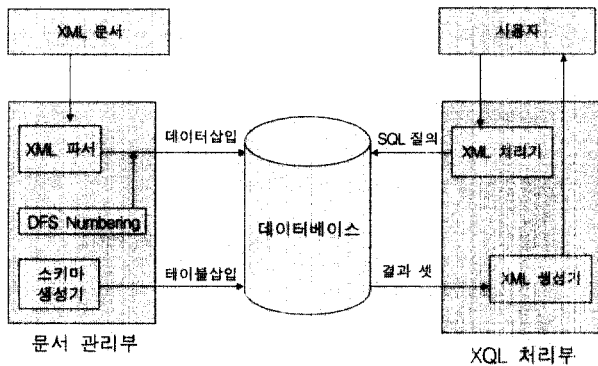 XML 문서
사용자
XML 파서
데이터삽입
SQL 질의
XML 처리기
DFS Numbering
데이터베이스
스키마
생성기
테이블삽입
결과 셋
XML 생성기
문서 관리부
XQL 처리부